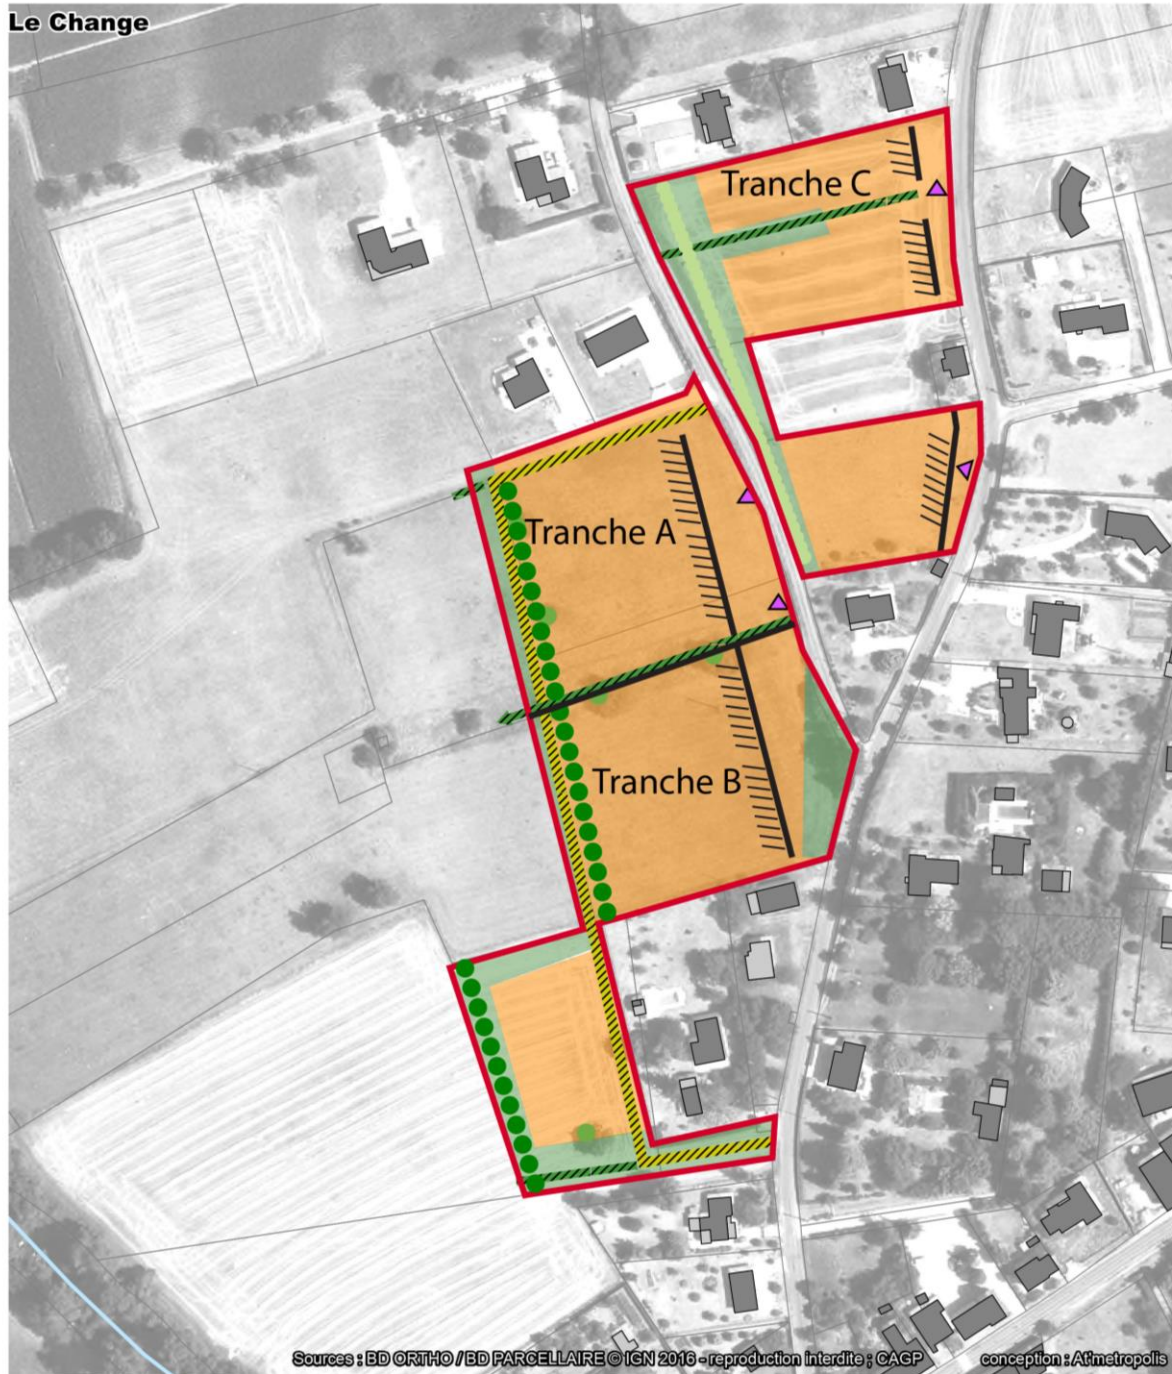 Le Change
Tranche C
Tranche A
Tranche B
Sources : BD ORTHO / BD PARCELLAIRE © IGN 2016 - reproduction interdite ; CAGP conception : At'metropolis